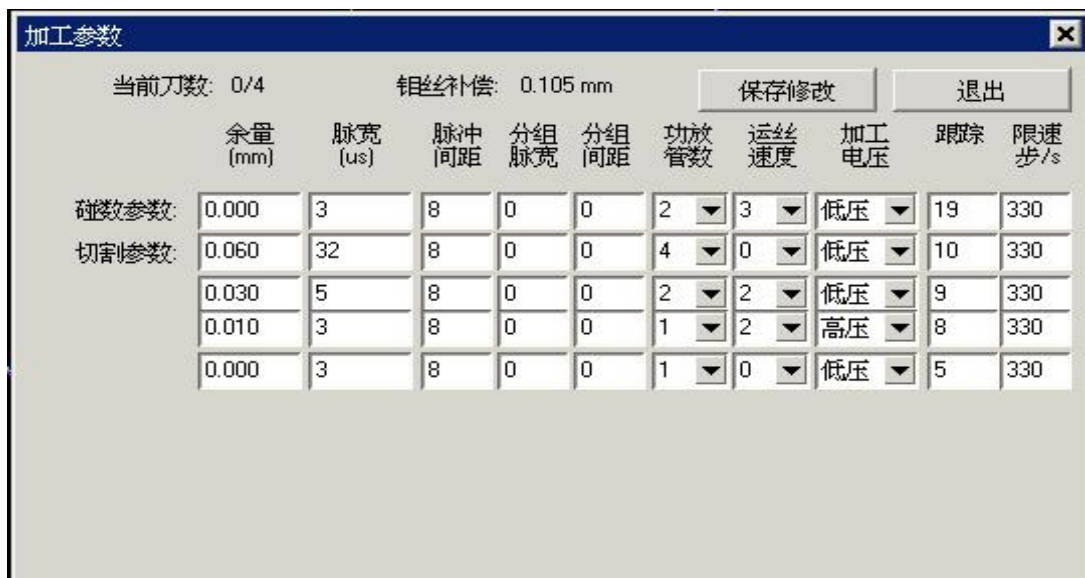 加工参数
当前刀数: 0/4 钼丝补偿: 0.105 mm 保存修改 退出
余量 (mm) 脉宽 (us) 脉冲间距 分组脉宽 分组间距 功放管数 运丝速度 加工电压 跟踪 限速步/s
碰数参数: 0.000 3 8 0 0 2 3 低压 19 330
切割参数: 0.060 32 8 0 0 4 0 低压 10 330
0.030 5 8 0 0 2 2 低压 9 330
0.010 3 8 0 0 1 2 高压 8 330
0.000 3 8 0 0 1 0 低压 5 330